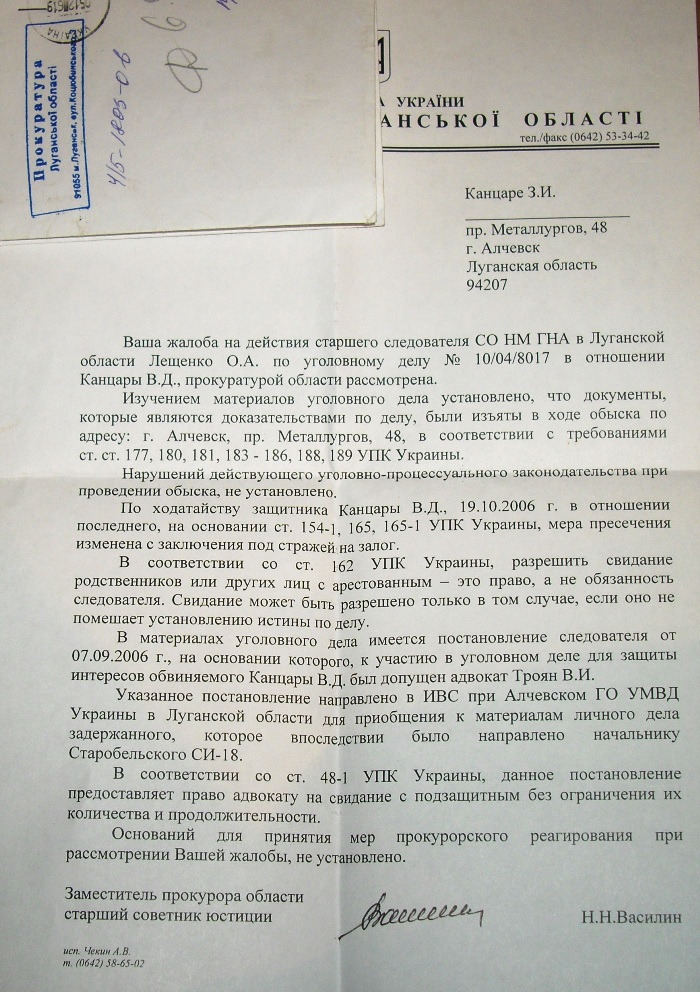 Прокуратура
Луганської області
91055 м.Луганськ, вул.Коцюбинського
4/5-1805-06
УКРАЇНИ
АНСЬКОЇ ОБЛАСТІ
тел./факс (0642) 53-34-42
Канцаре З.И.
пр. Металлургов, 48
г. Алчевск
Луганская область
94207
Ваша жалоба на действия старшего следователя СО НМ ГНА в Луганской
области Лещенко О.А. по уголовному делу № 10/04/8017 в отношении
Канцары В.Д., прокуратурой области рассмотрена.
Изучением материалов уголовного дела установлено, что документы,
которые являются доказательствами по делу, были изъяты в ходе обыска по
адресу: г. Алчевск, пр. Металлургов, 48, в соответствии с требованиями
ст. ст. 177, 180, 181, 183 - 186, 188, 189 УПК Украины.
Нарушений действующего уголовно-процессуального законодательства при
проведении обыска, не установлено.
По ходатайству защитника Канцары В.Д., 19.10.2006 г. в отношении
последнего, на основании ст. 154-1, 165, 165-1 УПК Украины, мера пресечения
изменена с заключения под стражей на залог.
В соответствии со ст. 162 УПК Украины, разрешить свидание
родственников или других лиц с арестованным – это право, а не обязанность
следователя. Свидание может быть разрешено только в том случае, если оно не
помешает установлению истины по делу.
В материалах уголовного дела имеется постановление следователя от
07.09.2006 г., на основании которого, к участию в уголовном деле для защиты
интересов обвиняемого Канцары В.Д. был допущен адвокат Троян В.И.
Указанное постановление направлено в ИВС при Алчевском ГО УМВД
Украины в Луганской области для приобщения к материалам личного дела
задержанного, которое впоследствии было направлено начальнику
Старобельского СИ-18.
В соответствии со ст. 48-1 УПК Украины, данное постановление
предоставляет право адвокату на свидание с подзащитным без ограничения их
количества и продолжительности.
Оснований для принятия мер прокурорского реагирования при
рассмотрении Вашей жалобы, не установлено.
Заместитель прокурора области
старший советник юстиции
Н.Н.Василин
исп. Чекин А.В.
т. (0642) 58-65-02